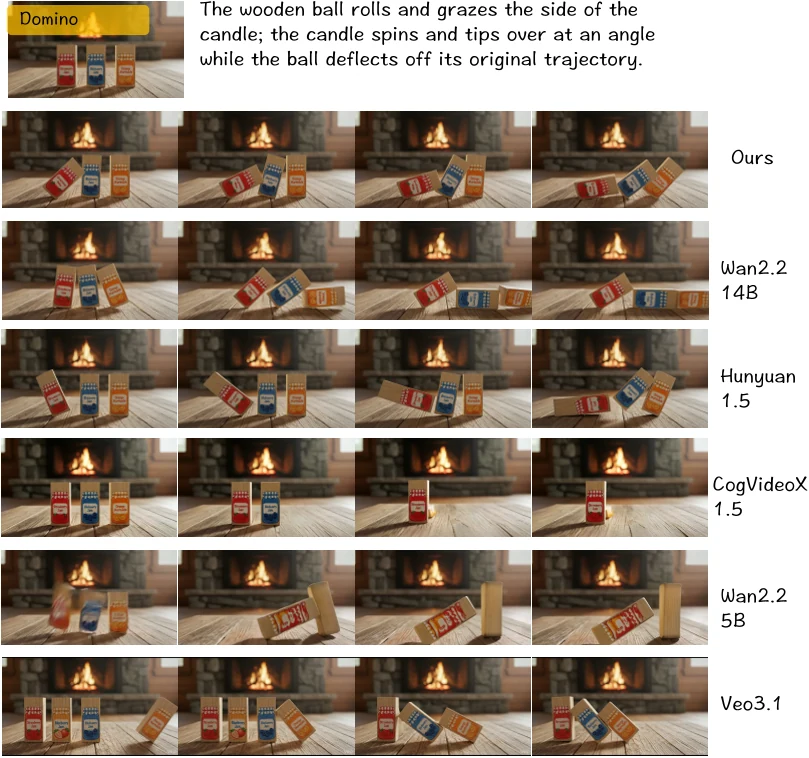 Domino
The wooden ball rolls and grazes the side of the
candle; the candle spins and tips over at an angle
while the ball deflects off its original trajectory.
Ours
Wan2.2
14B
Hunyuan
1.5
CogVideoX
1.5
Wan2.2
5B
Veo3.1